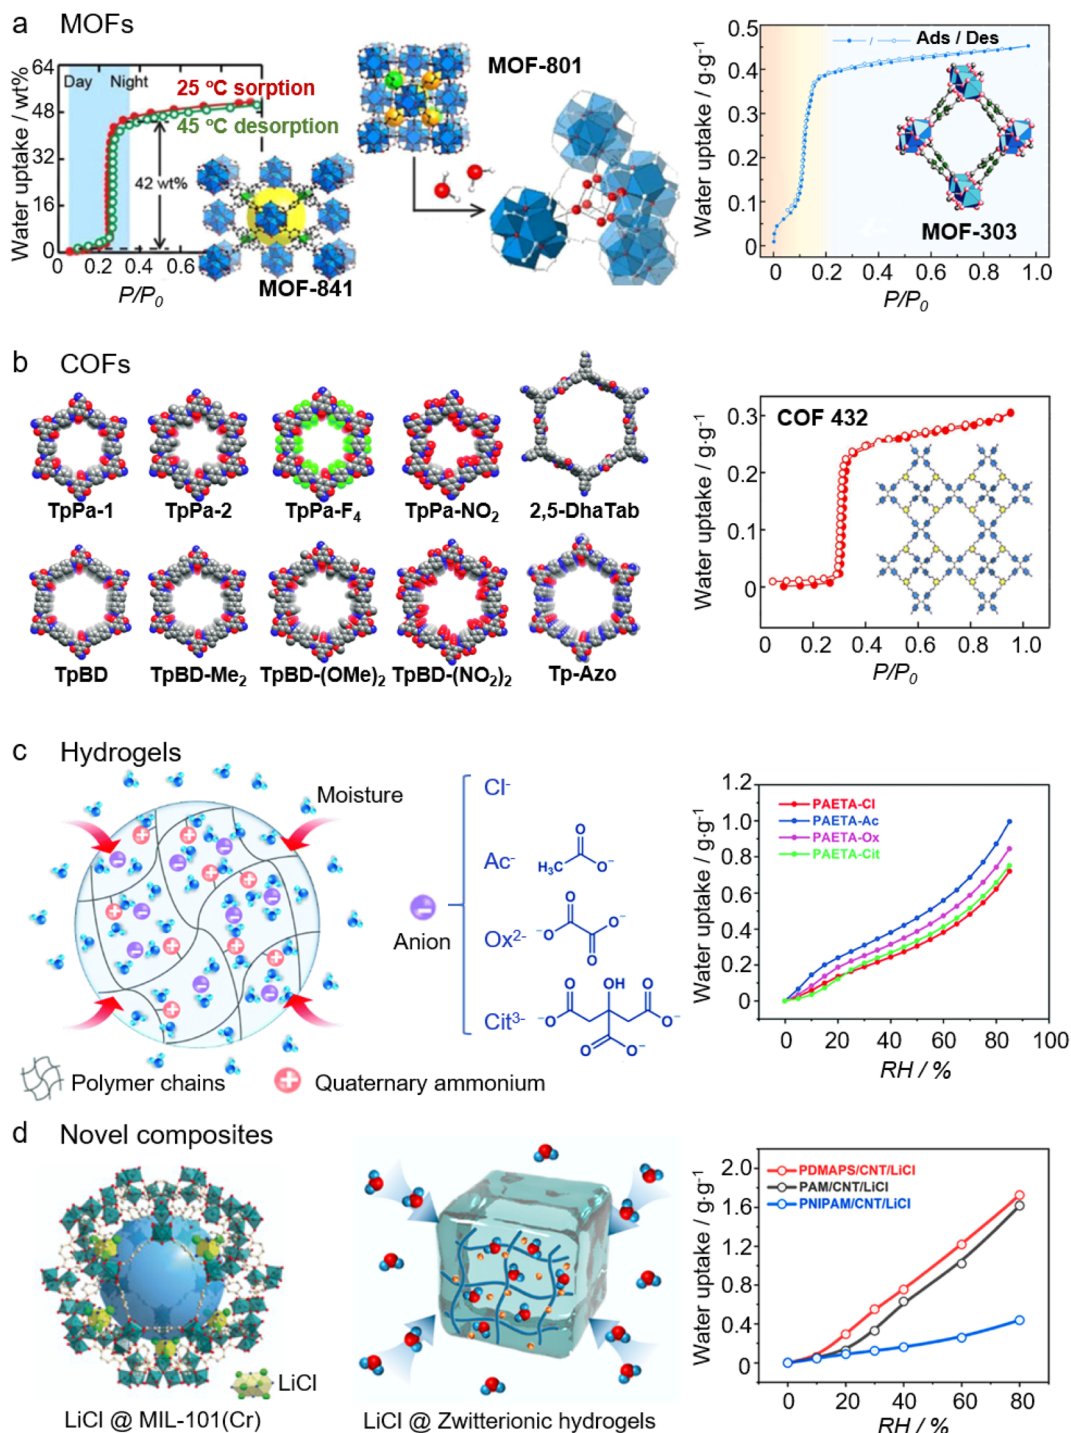 a MOFs
64
48
32
16
0
Water uptake / wt%
Day Night
25 °C sorption
45 °C desorption
42 wt%
0 0.2 0.4 0.6
P/P₀
MOF-841
MOF-801
0.5
0.4
0.3
0.2
0.1
0
Water uptake / g·g⁻¹
/ Ads / Des
MOF-303
0.0 0.2 0.4 0.6 0.8 1.0
P/P₀
b COFs
TpPa-1 TpPa-2 TpPa-F₄ TpPa-NO₂ 2,5-DhaTab
TpBD TpBD-Me₂ TpBD-(OMe)₂ TpBD-(NO₂)₂ Tp-Azo
0.3
0.2
0.1
0
Water uptake / g·g⁻¹
COF 432
0.0 0.2 0.4 0.6 0.8 1.0
P/P₀
c Hydrogels
Moisture
Anion
Cl⁻
Ac⁻
H₃C
O
O⁻
Ox²⁻
O
O⁻
⁻O
O
Cit³⁻
O OH O
⁻O O⁻
O O⁻
Polymer chains
Quaternary ammonium
1.2
1.0
0.8
0.6
0.4
0.2
0
Water uptake / g·g⁻¹
PAETA-Cl
PAETA-Ac
PAETA-Ox
PAETA-Cit
0 20 40 60 80 100
RH / %
d Novel composites
LiCl
LiCl @ MIL-101(Cr)
LiCl @ Zwitterionic hydrogels
2.0
1.6
1.2
0.8
0.4
0
Water uptake / g·g⁻¹
PDMAPS/CNT/LiCl
PAM/CNT/LiCl
PNIPAM/CNT/LiCl
0 20 40 60 80
RH / %